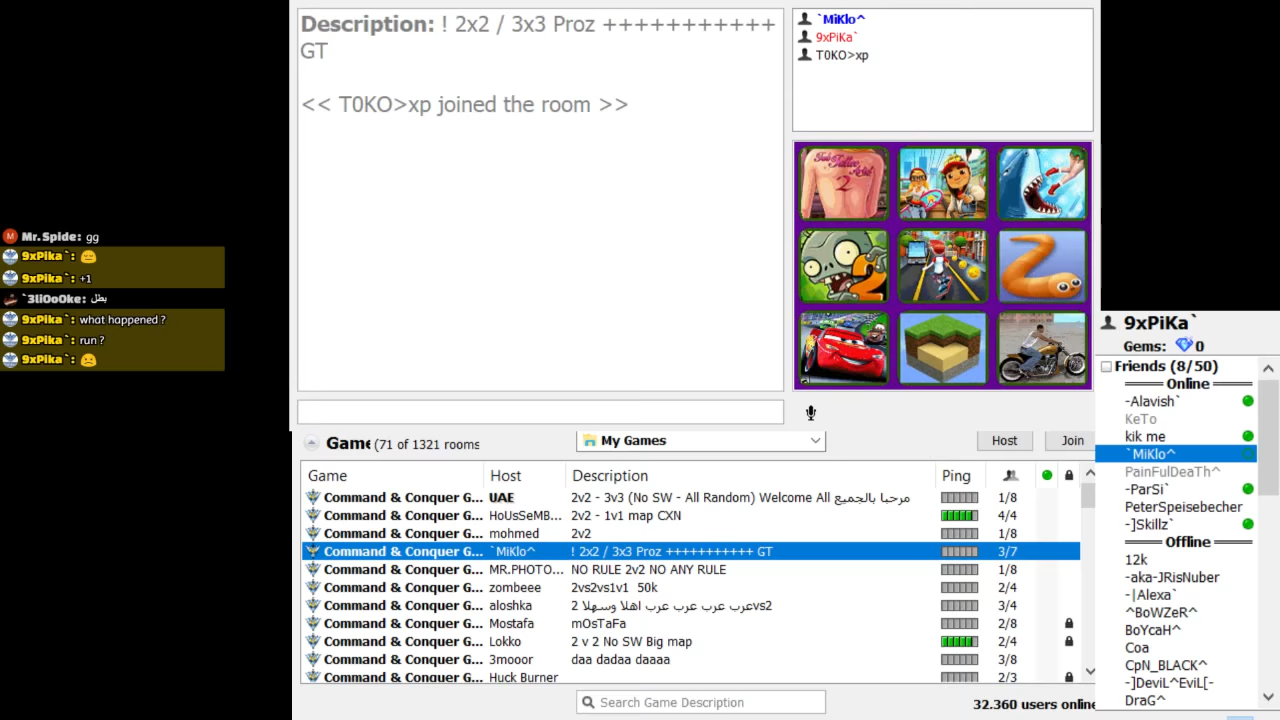 Description: ! 2x2 / 3x3 Proz +++++++++++
GT
<< T0KO>xp joined the room >>
`MiKlo^
9xPiKa`
T0KO>xp
Mr.Spide: gg
9xPika`: 😔
9xPika`: +1
`3liOoOke: بطل
9xPika`: what happened ?
9xPika`: run ?
9xPika`: 🙁
9xPiKa`
Gems: 0
Friends (8/50)
Online
-Alavish`
KeTo
kik me
`MiKlo^
PainFulDeaTh^
-ParSi`
PeterSpeisebecher
-]Skillz`
Offline
12k
-aka-JRisNuber
-|Alexa`
^BoWZeR^
BoYcaH^
Coa
CpN_BLACK^
-]DeviL^EviL[-
DraG^
(71 of 1321 rooms
My Games
Host
Join
Game Host Description Ping
Command & Conquer G... UAE 2v2 - 3v3 (No SW - All Random) Welcome All مرحبا بالجميع 1/8
Command & Conquer G... HoUsSeMB... 2v2 - 1v1 map CXN 4/4
Command & Conquer G... mohmed 2v2 1/8
Command & Conquer G... `MiKlo^ ! 2x2 / 3x3 Proz +++++++++++ GT 3/7
Command & Conquer G... MR.PHOTO... NO RULE 2v2 NO ANY RULE 1/8
Command & Conquer G... zombeee 2vs2vs1v1 50k 2/4
Command & Conquer G... aloshka عرب عرب عرب عرب اهلا وسهلا 2vs2 3/4
Command & Conquer G... Mostafa mOsTaFa 2/8
Command & Conquer G... Lokko 2 v 2 No SW Big map 2/4
Command & Conquer G... 3mooor daa dadaa daaaa 3/8
Command & Conquer G... Huck Burner 2/3
Search Game Description
32.360 users online